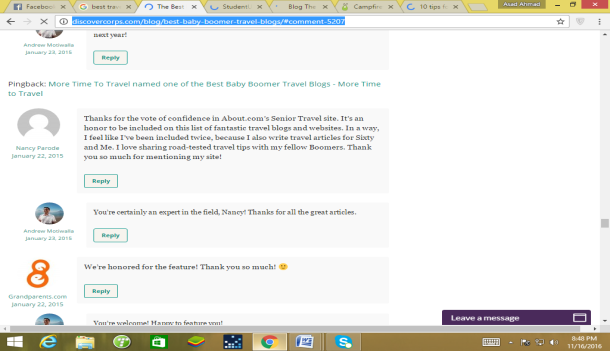 Facebook
best trav
The Best
Studenti
Blog The
Campfire
10 tips f
Asad Ahmad
discovercorps.com/blog/best-baby-boomer-travel-blogs/#comment-5207
Andrew Motiwalla
January 23, 2015
next year!
Reply
Pingback: More Time To Travel named one of the Best Baby Boomer Travel Blogs - More Time
to Travel
Nancy Parode
January 22, 2015
Thanks for the vote of confidence in About.com's Senior Travel site. It's an
honor to be included on this list of fantastic travel blogs and websites. In a way,
I feel like I've been included twice, because I also write travel articles for Sixty
and Me. I love sharing road-tested travel tips with my fellow Boomers. Thank
you so much for mentioning my site!
Reply
Andrew Motiwalla
January 23, 2015
You're certainly an expert in the field, Nancy! Thanks for all the great articles.
Reply
Grandparents.com
January 22, 2015
We're honored for the feature! Thank you so much! 🙂
Reply
You're welcome! Happy to feature you!
Leave a message
8:48 PM
11/16/2016